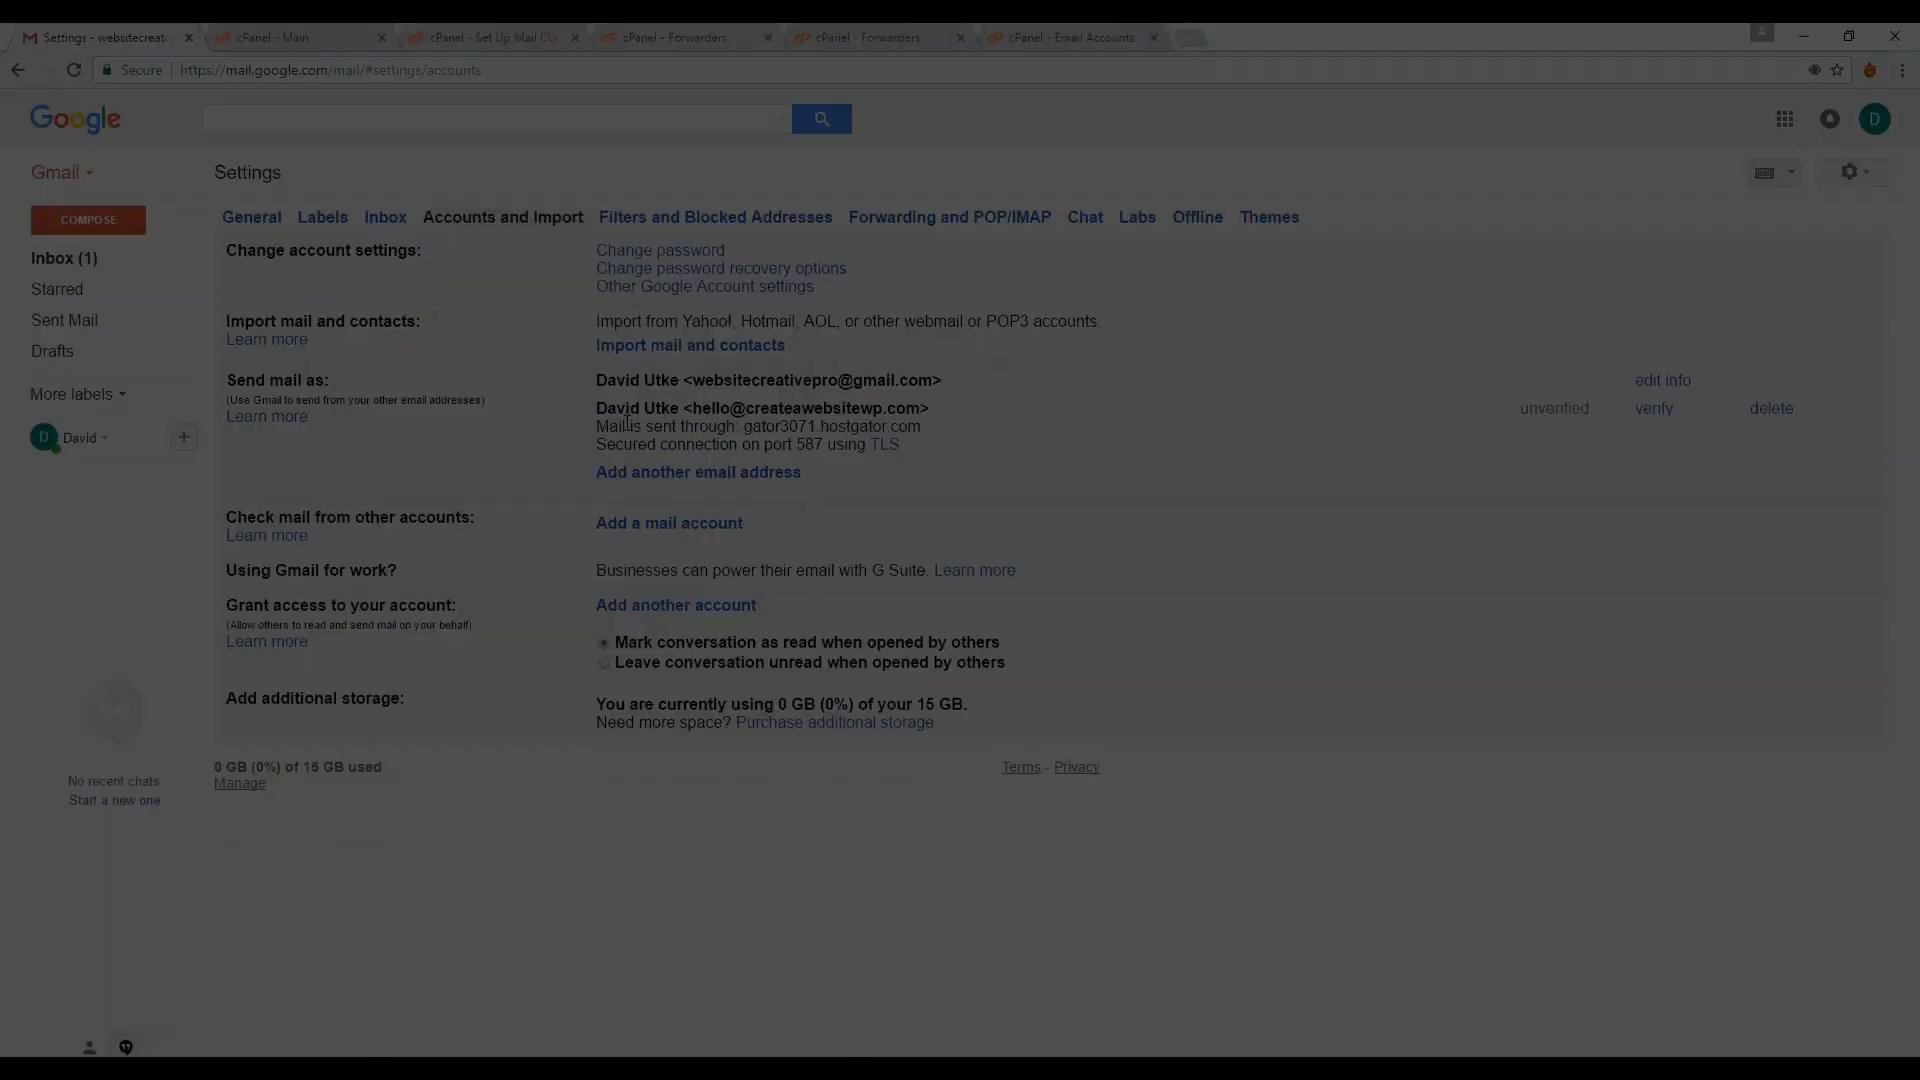 Settings - websitecreati
cPanel - Main
cPanel - Set Up Mail Cli
cPanel - Forwarders
cPanel - Forwarders
cPanel - Email Accounts
Secure
https://mail.google.com/mail/#settings/accounts
Google
D
Gmail
Settings
COMPOSE
General Labels Inbox Accounts and Import Filters and Blocked Addresses Forwarding and POP/IMAP Chat Labs Offline Themes
Inbox (1)
Starred
Sent Mail
Drafts
More labels
D David
+
Change account settings:
Change password
Change password recovery options
Other Google Account settings
Import mail and contacts:
Learn more
Import from Yahoo!, Hotmail, AOL, or other webmail or POP3 accounts.
Import mail and contacts
Send mail as:
(Use Gmail to send from your other email addresses)
Learn more
David Utke <websitecreativepro@gmail.com>
edit info
David Utke <hello@createawebsitewp.com>
unverified verify delete
Mail is sent through: gator3071.hostgator.com
Secured connection on port 587 using TLS
Add another email address
Check mail from other accounts:
Learn more
Add a mail account
Using Gmail for work?
Businesses can power their email with G Suite. Learn more
Grant access to your account:
(Allow others to read and send mail on your behalf)
Learn more
Add another account
Mark conversation as read when opened by others
Leave conversation unread when opened by others
Add additional storage:
You are currently using 0 GB (0%) of your 15 GB.
Need more space? Purchase additional storage
0 GB (0%) of 15 GB used
Manage
Terms - Privacy
No recent chats
Start a new one